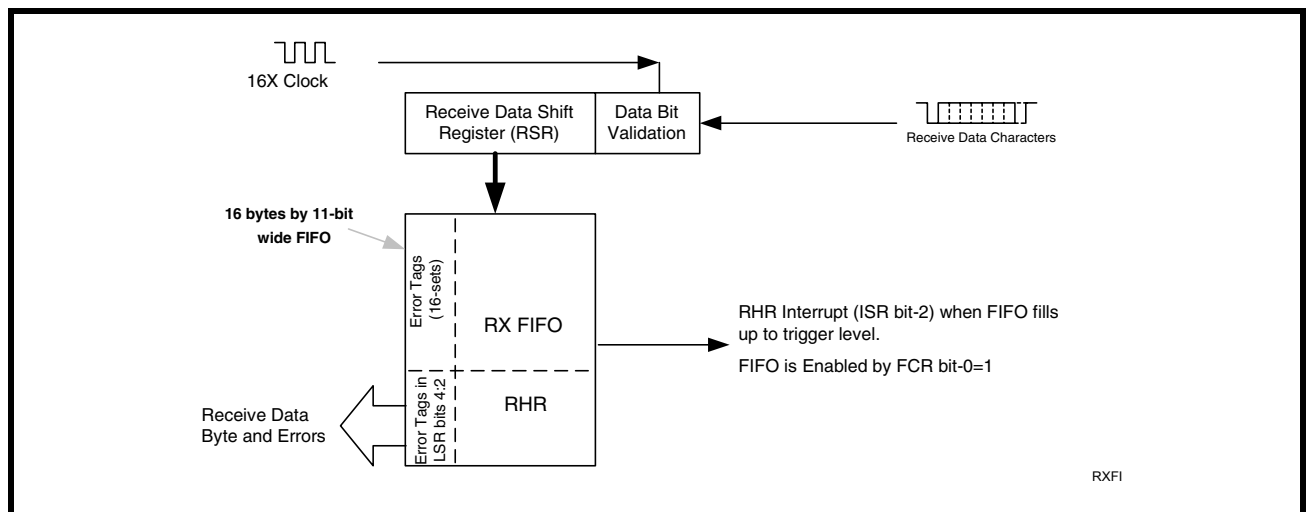 16X Clock
Receive Data Shift
Register (RSR)
Data Bit
Validation
Receive Data Characters
16 bytes by 11-bit
wide FIFO
Error Tags
(16-sets)
RX FIFO
RHR Interrupt (ISR bit-2) when FIFO fills
up to trigger level.
FIFO is Enabled by FCR bit-0=1
Error Tags in
LSR bits 4:2
RHR
Receive Data
Byte and Errors
RXFI